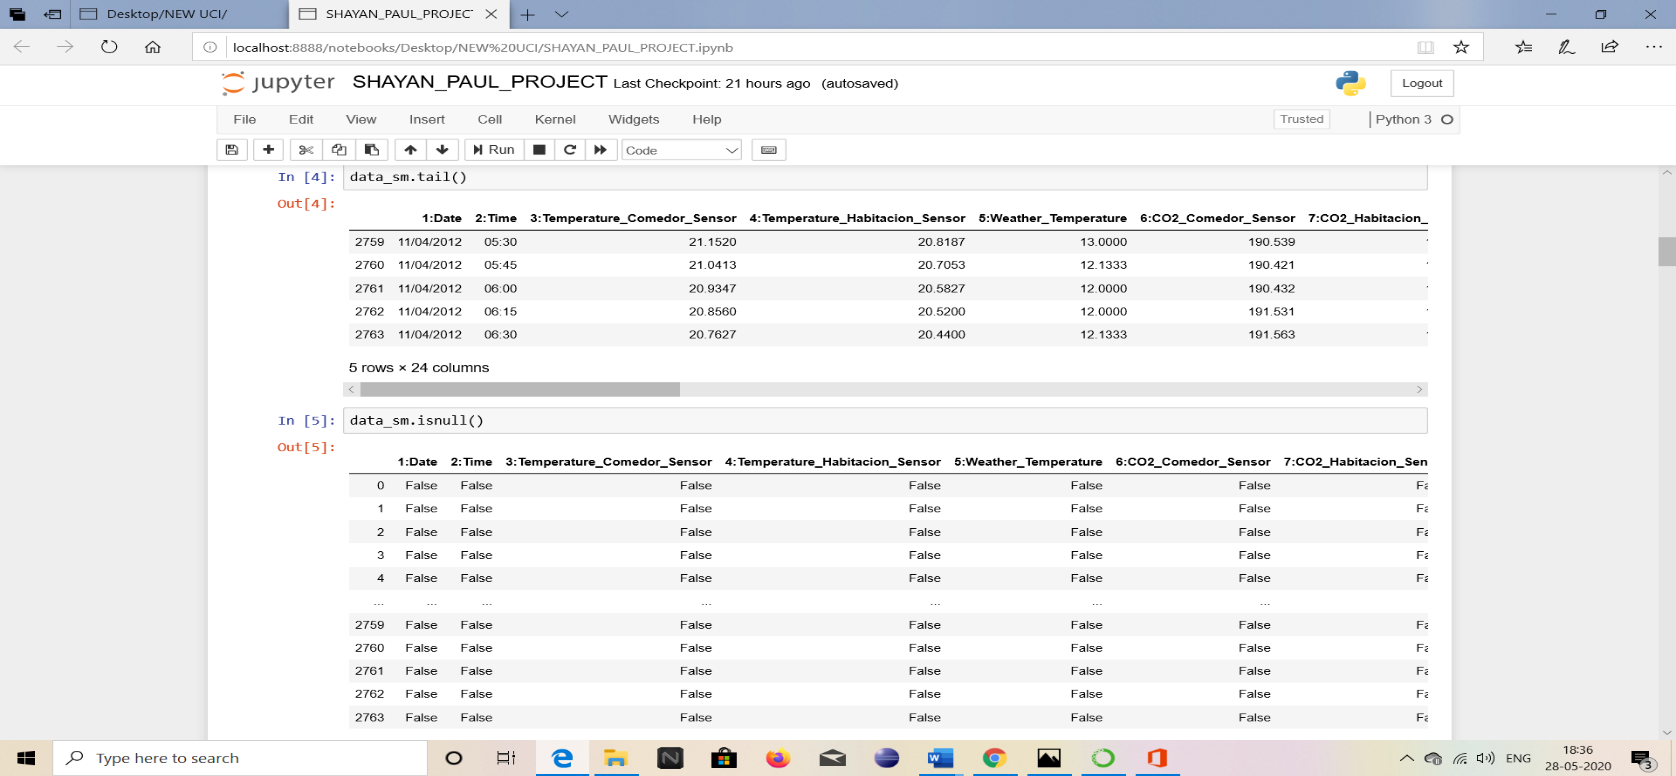 Desktop/NEW UCI/
SHAYAN_PAUL_PROJEC
localhost:8888/notebooks/Desktop/NEW%20UCI/SHAYAN_PAUL_PROJECT.ipynb
jupyter SHAYAN_PAUL_PROJECT Last Checkpoint: 21 hours ago (autosaved)
Logout
File Edit View Insert Cell Kernel Widgets Help Trusted Python 3
Run Code
In [4]: data_sm.tail()
Out[4]:
1:Date 2:Time 3:Temperature_Comedor_Sensor 4:Temperature_Habitacion_Sensor 5:Weather_Temperature 6:CO2_Comedor_Sensor 7:CO2_Habitacion_
2759 11/04/2012 05:30 21.1520 20.8187 13.0000 190.539
2760 11/04/2012 05:45 21.0413 20.7053 12.1333 190.421
2761 11/04/2012 06:00 20.9347 20.5827 12.0000 190.432
2762 11/04/2012 06:15 20.8560 20.5200 12.0000 191.531
2763 11/04/2012 06:30 20.7627 20.4400 12.1333 191.563
5 rows × 24 columns
In [5]: data_sm.isnull()
Out[5]:
1:Date 2:Time 3:Temperature_Comedor_Sensor 4:Temperature_Habitacion_Sensor 5:Weather_Temperature 6:CO2_Comedor_Sensor 7:CO2_Habitacion_Sen
0 False False False False False False Fa
1 False False False False False False Fa
2 False False False False False False Fa
3 False False False False False False Fa
4 False False False False False False Fa
... ... ... ... ... ... ...
2759 False False False False False False Fa
2760 False False False False False False Fa
2761 False False False False False False Fa
2762 False False False False False False Fa
2763 False False False False False False Fa
Type here to search
ENG
18:36
28-05-2020
3